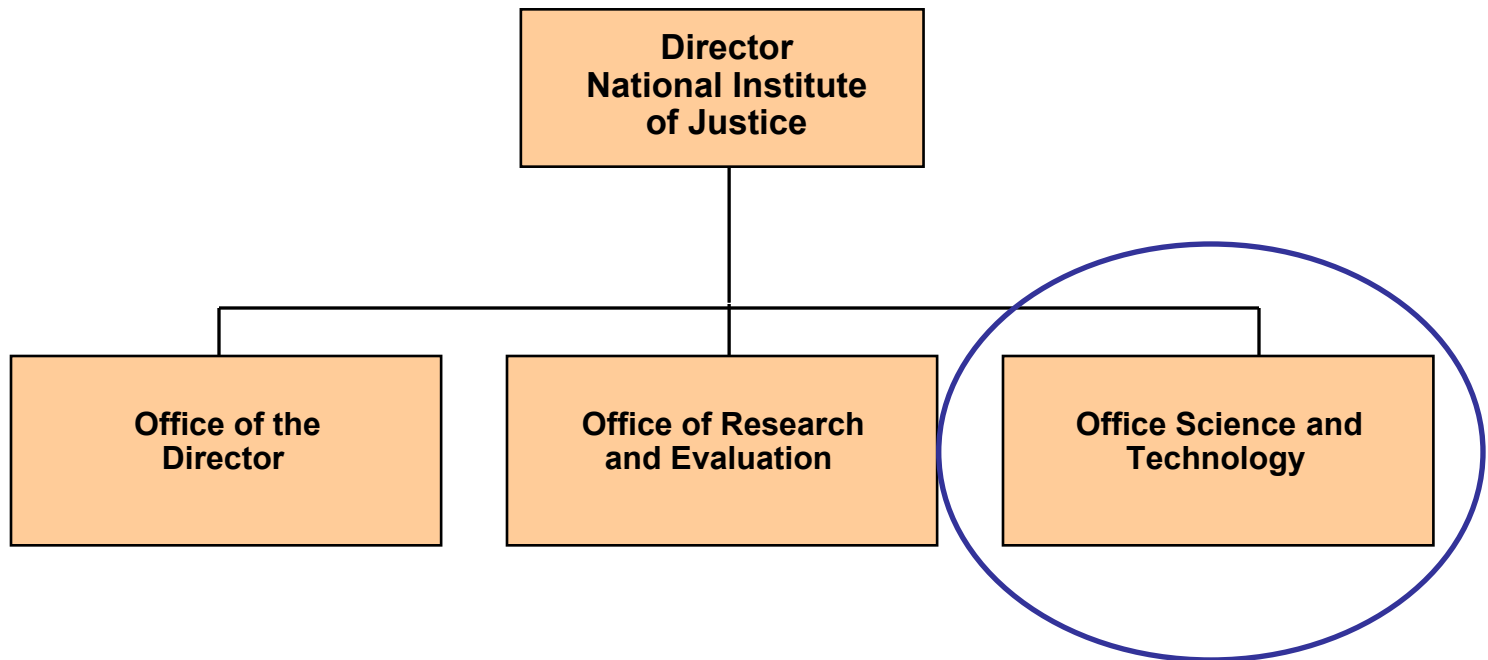 Director
National Institute
of Justice
Office of the
Director
Office of Research
and Evaluation
Office Science and
Technology